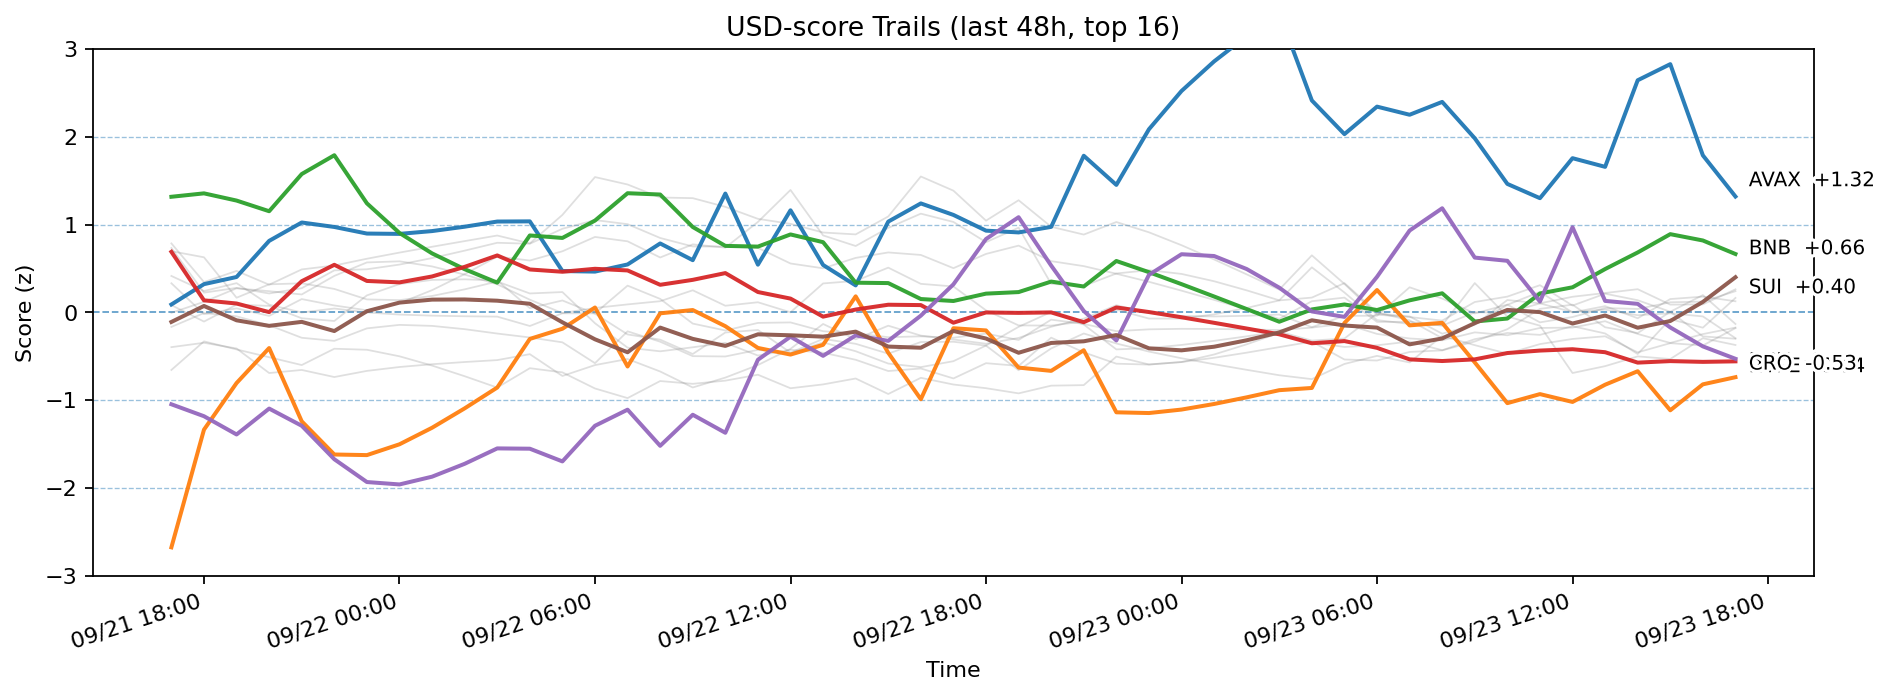 USD-score Trails (last 48h, top 16)
3
2
1
0
−1
−2
−3
Score (z)
AVAX +1.32
BNB +0.66
SUI +0.40
CRO -0.53
09/21 18:00
09/22 00:00
09/22 06:00
09/22 12:00
09/22 18:00
09/23 00:00
09/23 06:00
09/23 12:00
09/23 18:00
Time